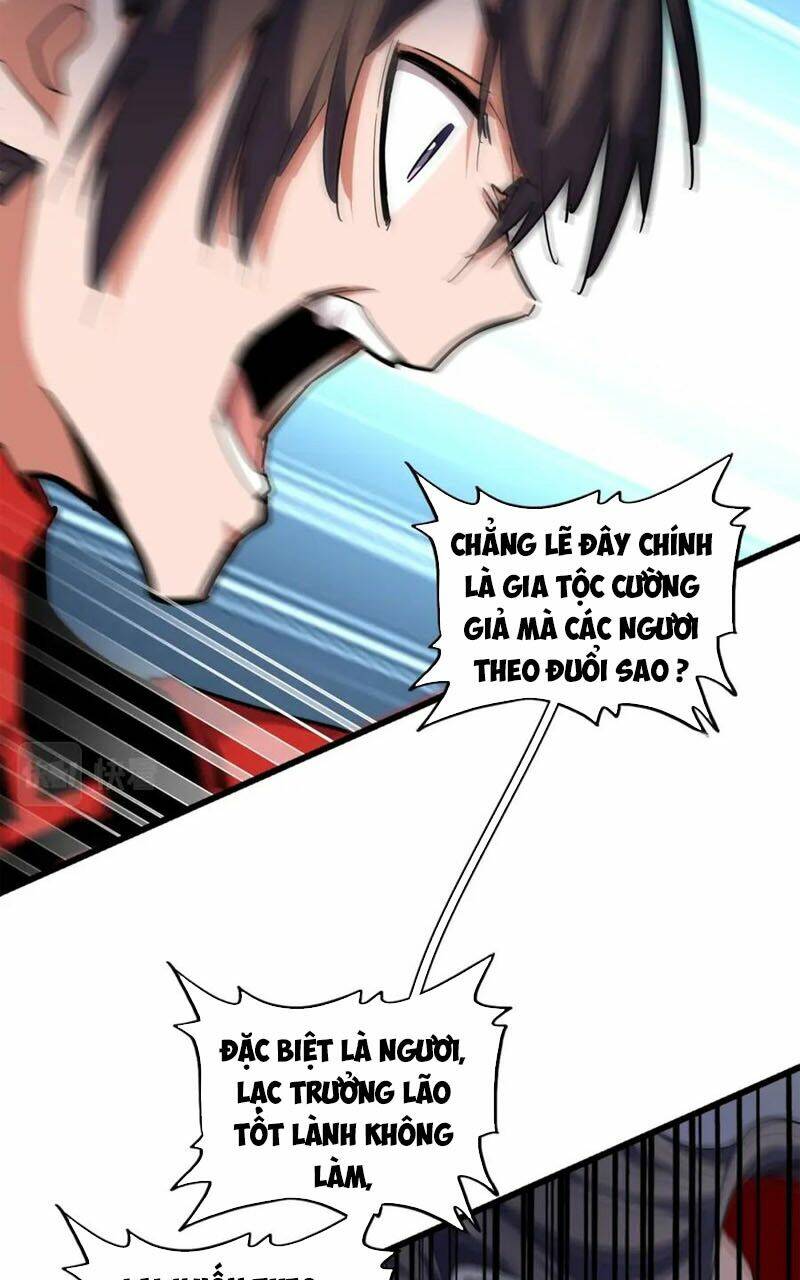 CHẲNG LẼ ĐÂY CHÍNH
LÀ GIA TỘC CƯỜNG
GIẢ MÀ CÁC NGƯƠI
THEO ĐUỔI SAO ?
ĐẶC BIỆT LÀ NGƯƠI,
LẠC TRƯỞNG LÃO
TỐT LÀNH KHÔNG
LÀM,